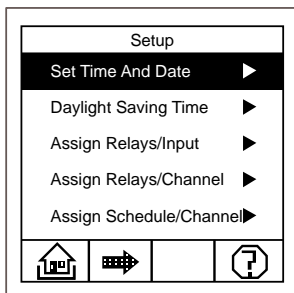 Setup
Set Time And Date
Daylight Saving Time
Assign Relays/Input
Assign Relays/Channel
Assign Schedule/Channel
?